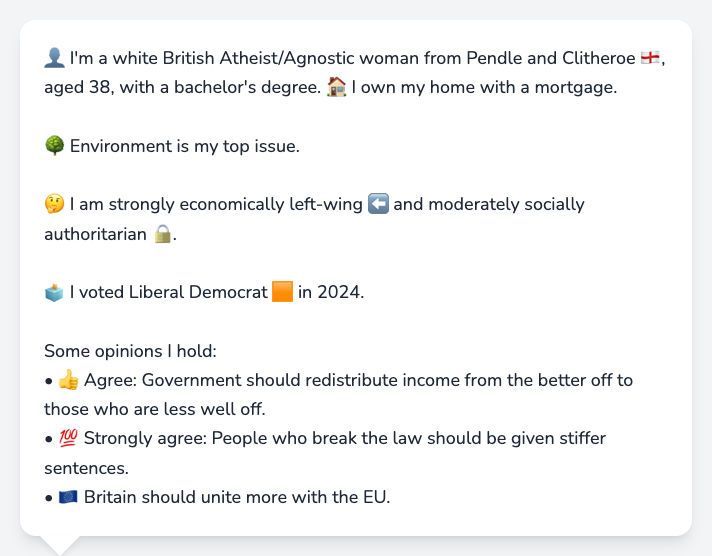 👤 I'm a white British Atheist/Agnostic woman from Pendle and Clitheroe 🏴󠁧󠁢󠁥󠁮󠁧󠁿,
aged 38, with a bachelor's degree. 🏠 I own my home with a mortgage.
🌳 Environment is my top issue.
🤔 I am strongly economically left-wing ⬅️ and moderately socially
authoritarian 🔒.
🗳️ I voted Liberal Democrat 🟧 in 2024.
Some opinions I hold:
• 👍 Agree: Government should redistribute income from the better off to
those who are less well off.
• 💯 Strongly agree: People who break the law should be given stiffer
sentences.
• 🇪🇺 Britain should unite more with the EU.